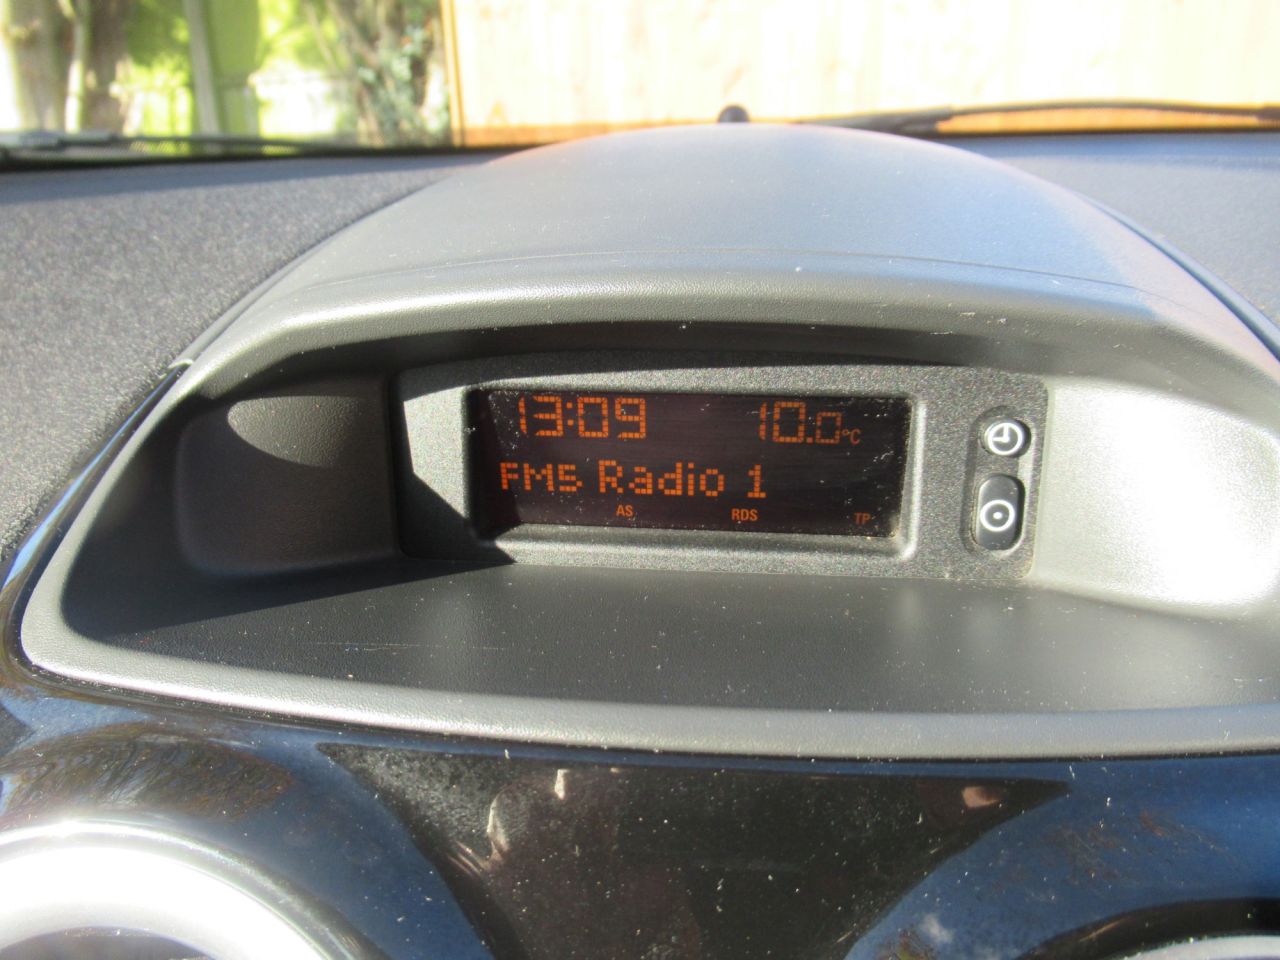 13:09 10.0°C
FM5 Radio 1
AS RDS TP